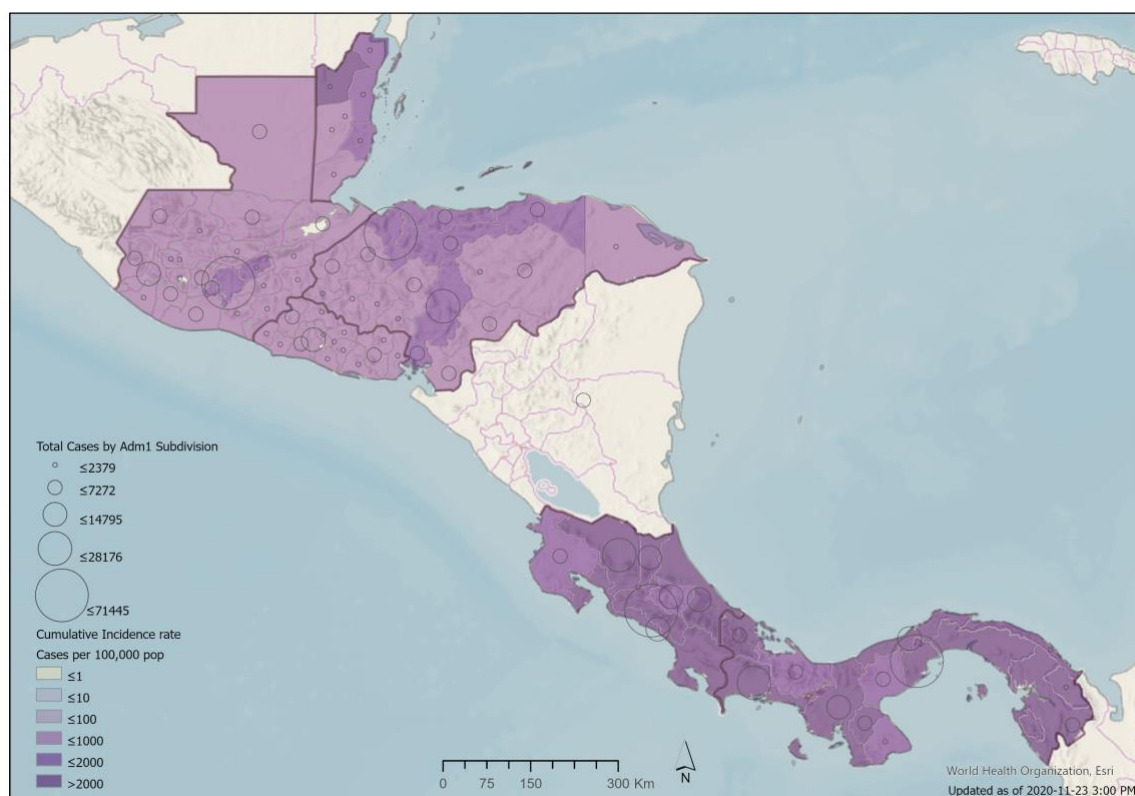 Total Cases by Adm1 Subdivision
≤2379
≤7272
≤14795
≤28176
≤71445
Cumulative Incidence rate
Cases per 100,000 pop
≤1
≤10
≤100
≤1000
≤2000
>2000
0 75 150 300 Km
N
World Health Organization, Esri
Updated as of 2020-11-23 3:00 PM